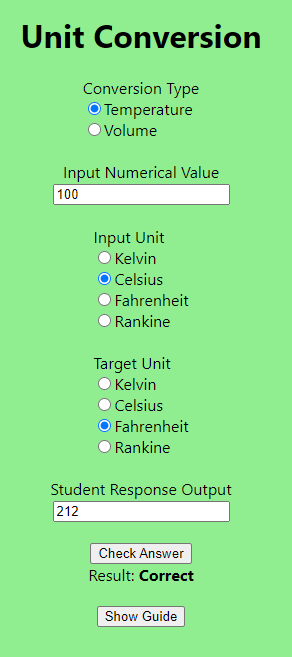 Unit Conversion
Conversion Type
Temperature
Volume
Input Numerical Value
100
Input Unit
Kelvin
Celsius
Fahrenheit
Rankine
Target Unit
Kelvin
Celsius
Fahrenheit
Rankine
Student Response Output
212
Check Answer
Result: Correct
Show Guide